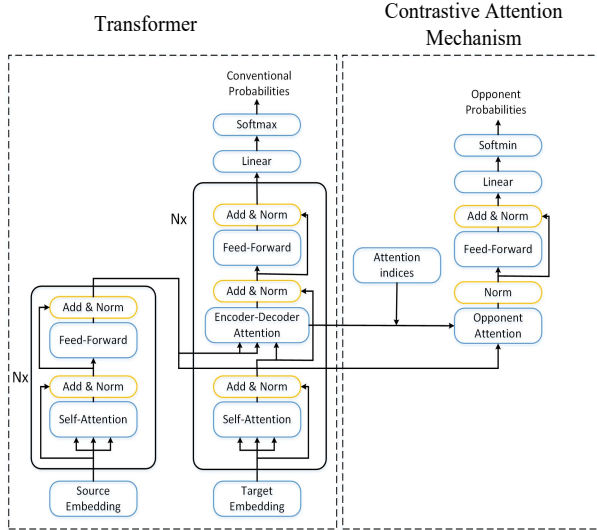 Transformer
Contrastive Attention
Mechanism
Conventional
Probabilities
Softmax
Linear
Nx
Add & Norm
Feed-Forward
Add & Norm
Encoder-Decoder
Attention
Add & Norm
Self-Attention
Target
Embedding
Add & Norm
Feed-Forward
Nx
Add & Norm
Self-Attention
Source
Embedding
Opponent
Probabilities
Softmin
Linear
Add & Norm
Feed-Forward
Norm
Opponent
Attention
Attention
indices